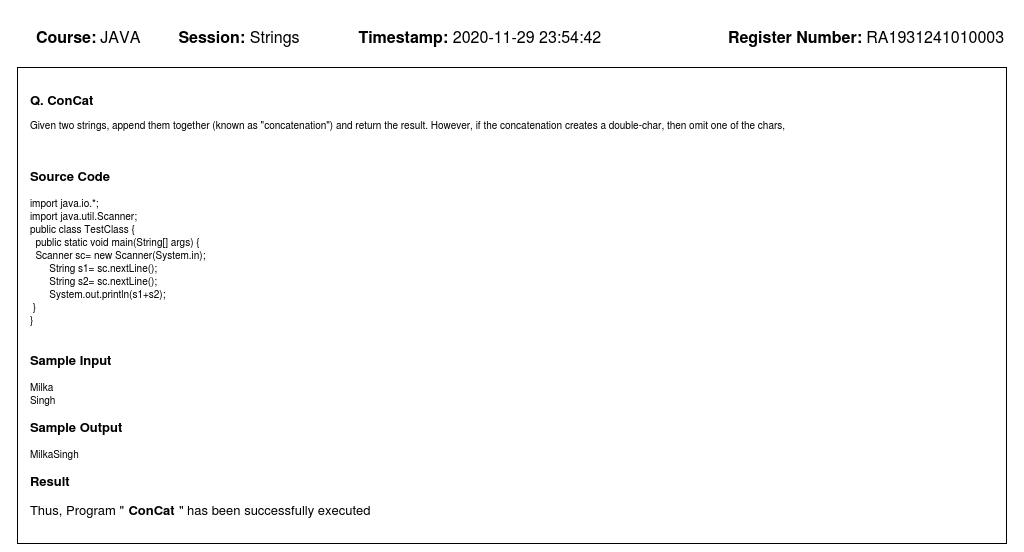 Course: JAVA Session: Strings Timestamp: 2020-11-29 23:54:42 Register Number: RA1931241010003
Q. ConCat
Given two strings, append them together (known as "concatenation") and return the result. However, if the concatenation creates a double-char, then omit one of the chars,
Source Code
import java.io.*;
import java.util.Scanner;
public class TestClass {
public static void main(String[] args) {
Scanner sc= new Scanner(System.in);
String s1= sc.nextLine();
String s2= sc.nextLine();
System.out.println(s1+s2);
}
}
Sample Input
Milka
Singh
Sample Output
MilkaSingh
Result
Thus, Program " ConCat " has been successfully executed